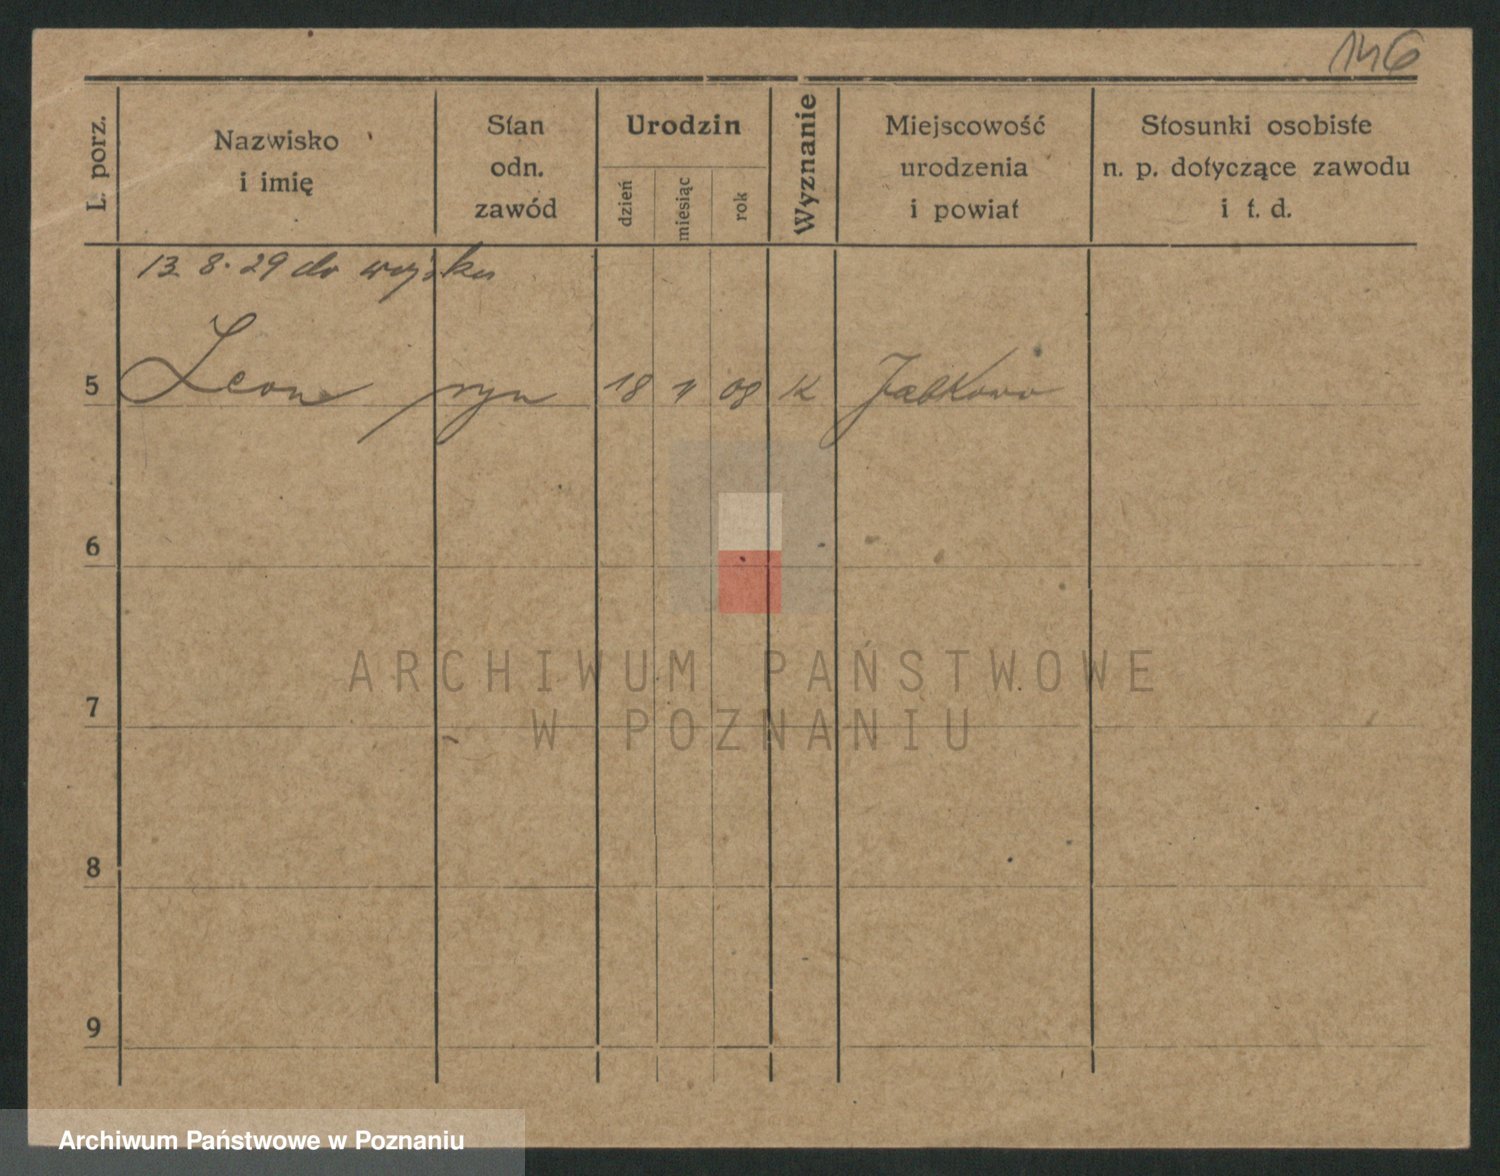 146
L. porz.
Nazwisko
i imię
Stan
odn.
zawód
Urodzin
dzień
miesiąc
rok
Wyznanie
Miejscowość
urodzenia
i powiat
Stosunki osobiste
n. p. dotyczące zawodu
i t. d.
13. 8. 29 do wojska
5 Leon syn 18 11 08 K Jabkowo
6
7
8
9
ARCHIWUM PAŃSTWOWE
W POZNANIU
Archiwum Państwowe w Poznaniu